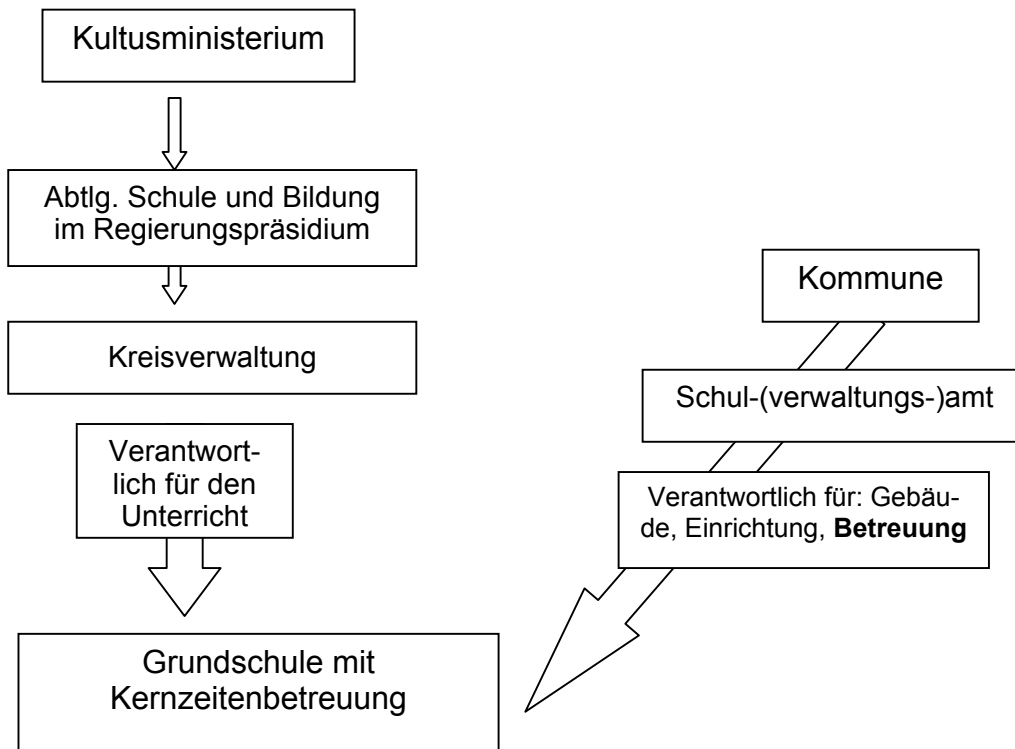 Kultusministerium
Abtlg. Schule und Bildung
im Regierungspräsidium
Kreisverwaltung
Verantwort-
lich für den
Unterricht
Kommune
Schul-(verwaltungs-)amt
Verantwortlich für: Gebäu-
de, Einrichtung, Betreuung
Grundschule mit
Kernzeitenbetreuung